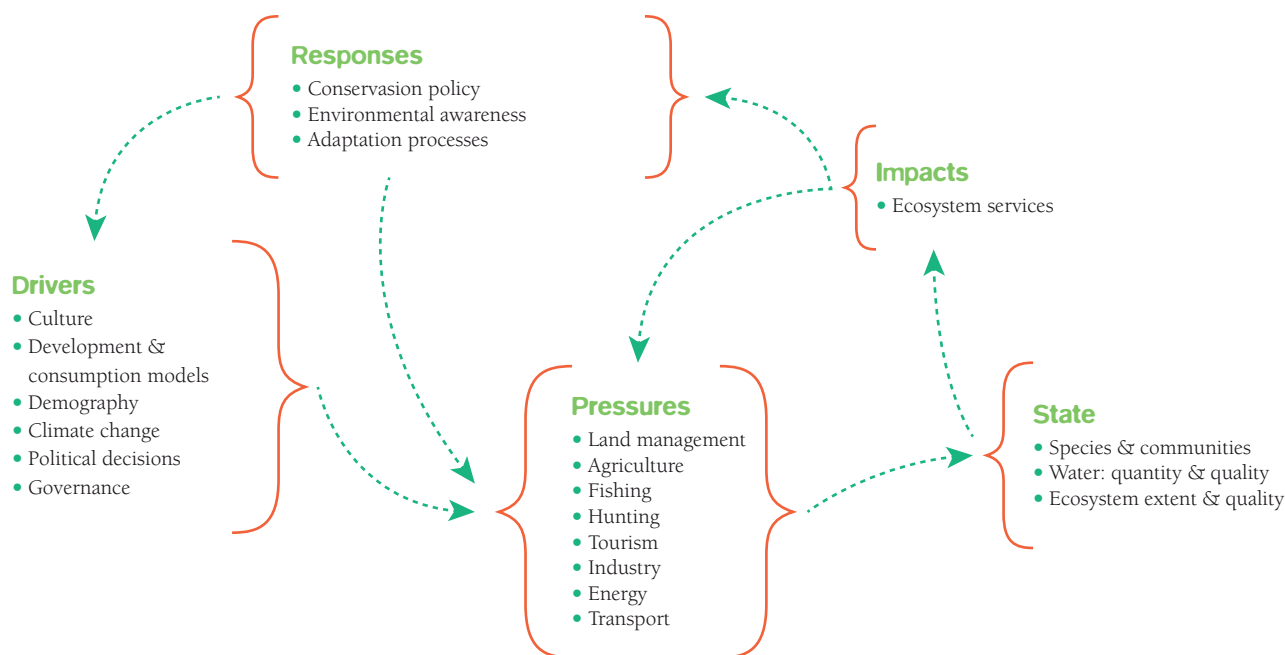 Responses
• Conservasion policy
• Environmental awareness
• Adaptation processes
Impacts
• Ecosystem services
Drivers
• Culture
• Development &
consumption models
• Demography
• Climate change
• Political decisions
• Governance
Pressures
• Land management
• Agriculture
• Fishing
• Hunting
• Tourism
• Industry
• Energy
• Transport
State
• Species & communities
• Water: quantity & quality
• Ecosystem extent & quality